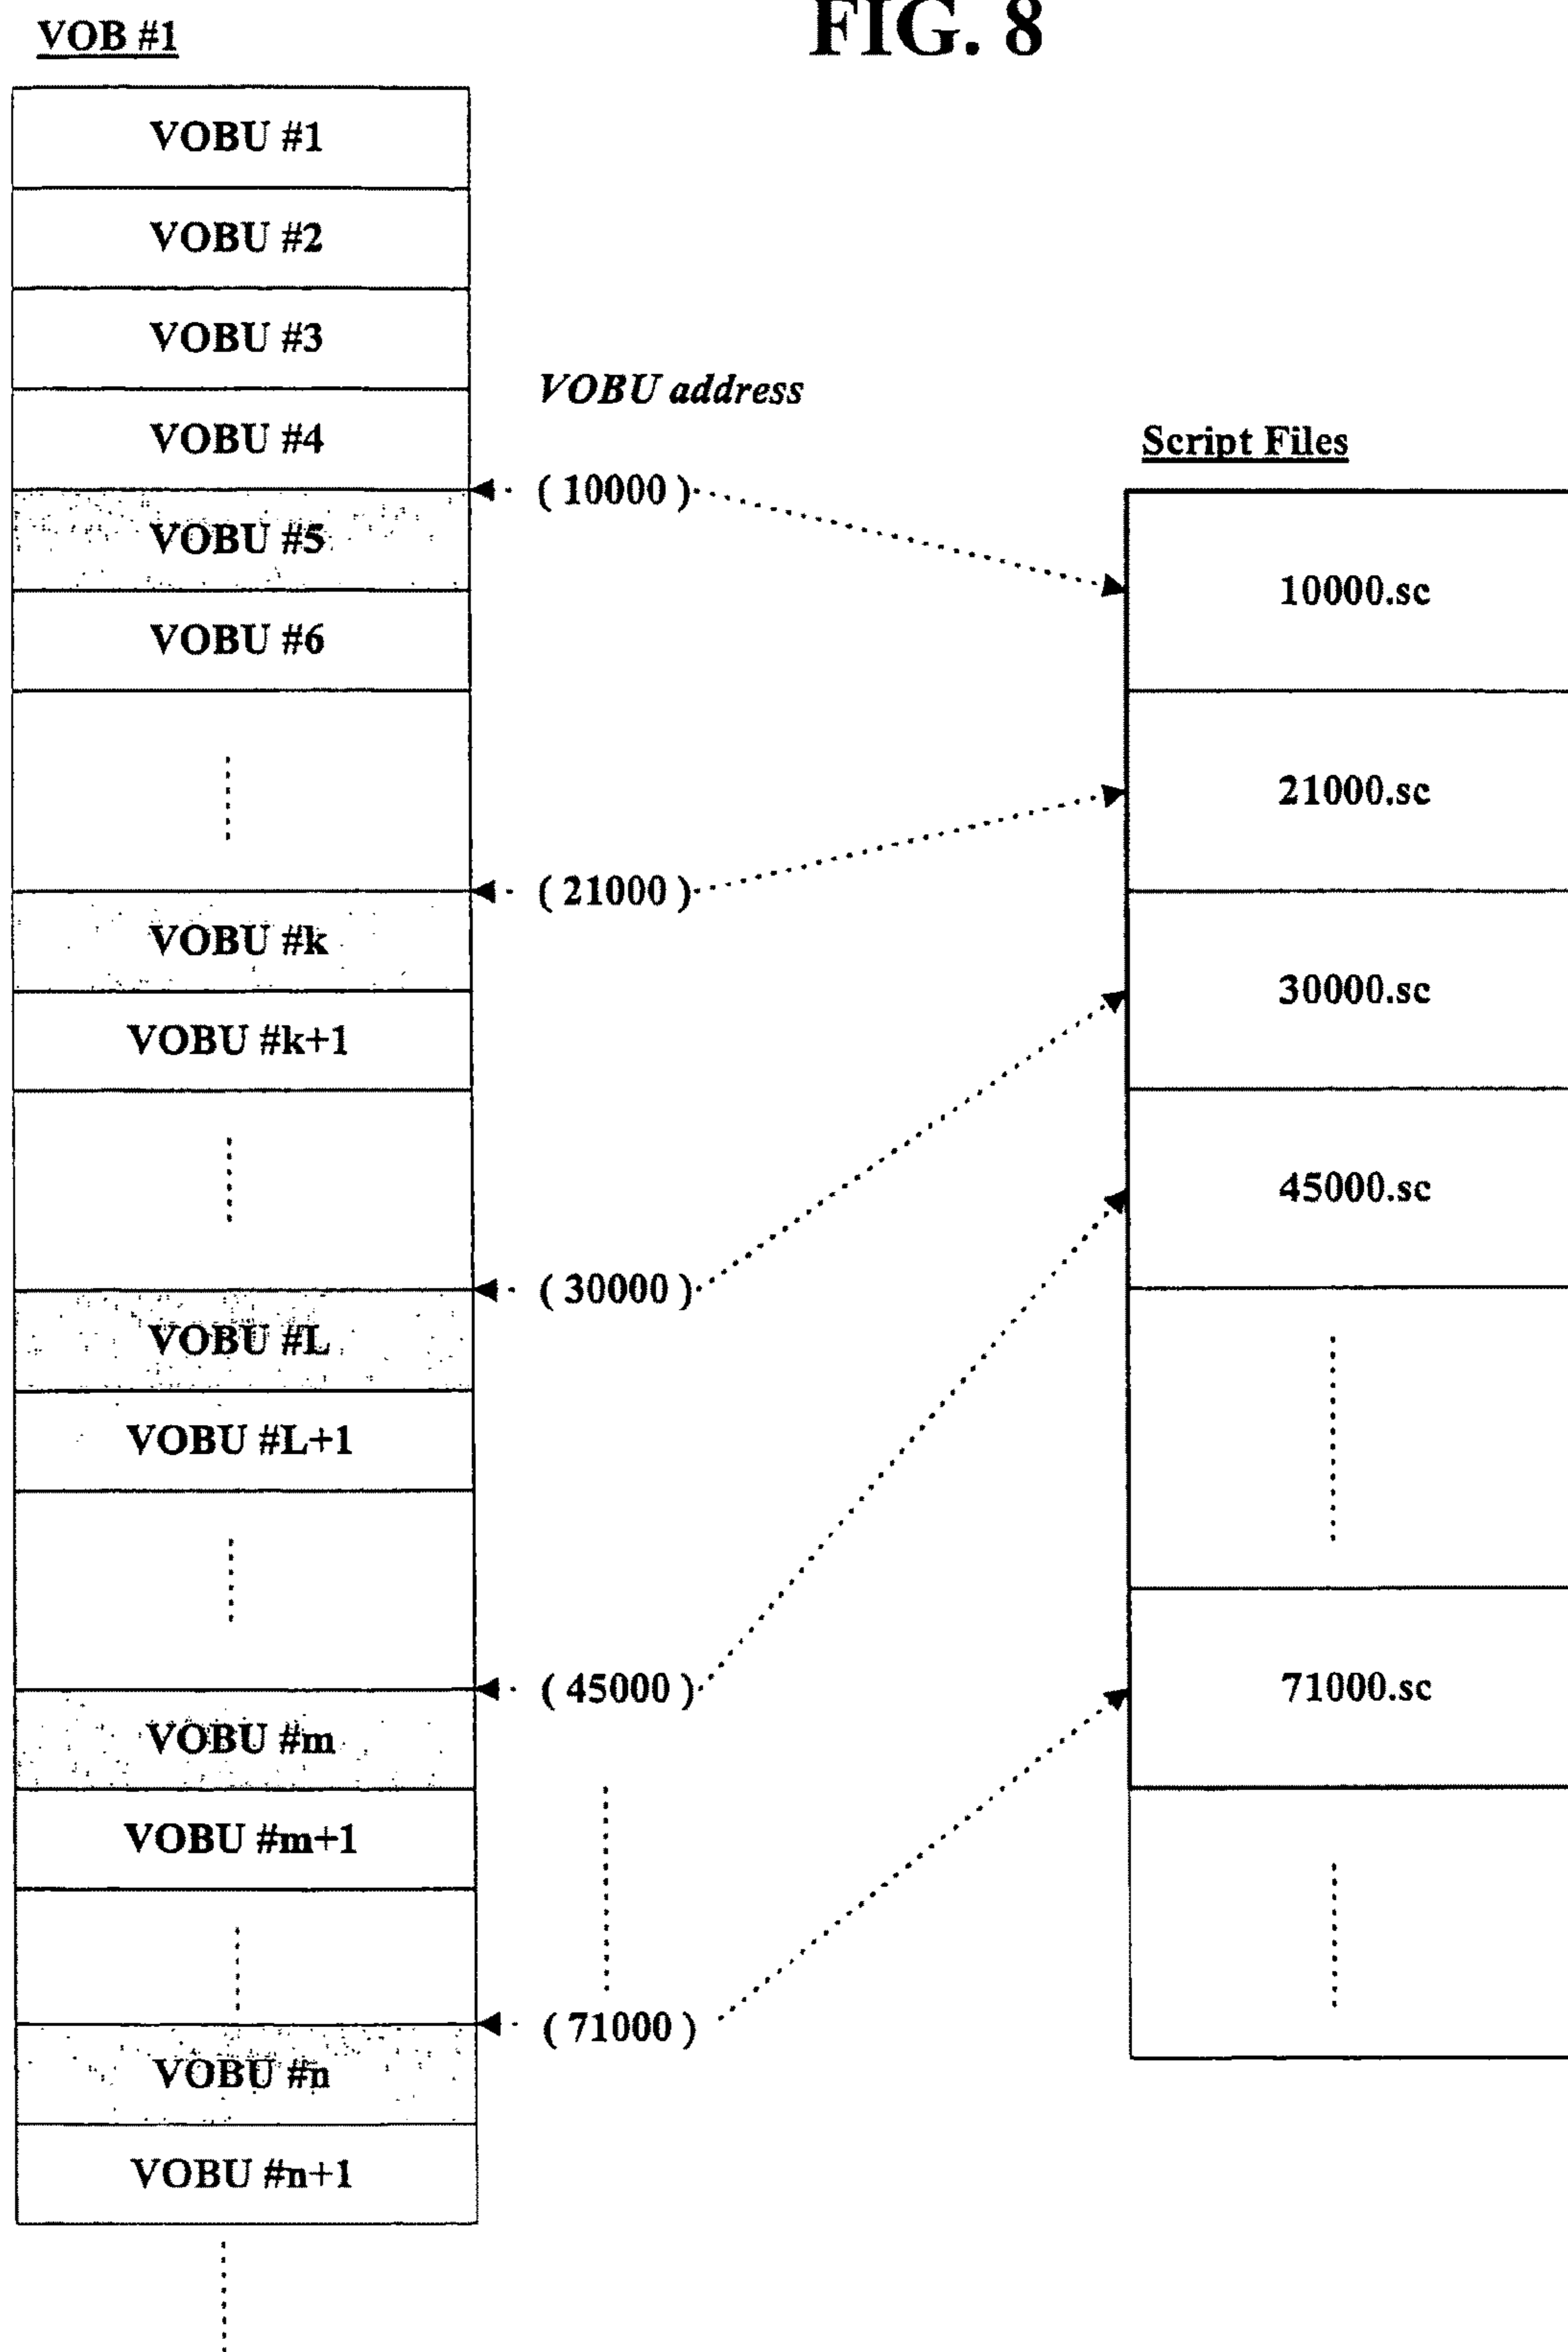 FIG. 8
VOB #1
VOBU #1
VOBU #2
VOBU #3
VOBU #4
VOBU #5
VOBU #6
VOBU #k
VOBU #k+1
VOBU #L
VOBU #L+1
VOBU #m
VOBU #m+1
VOBU #n
VOBU #n+1
VOBU address
( 10000 )
( 21000 )
( 30000 )
( 45000 )
( 71000 )
Script Files
10000.sc
21000.sc
30000.sc
45000.sc
71000.sc